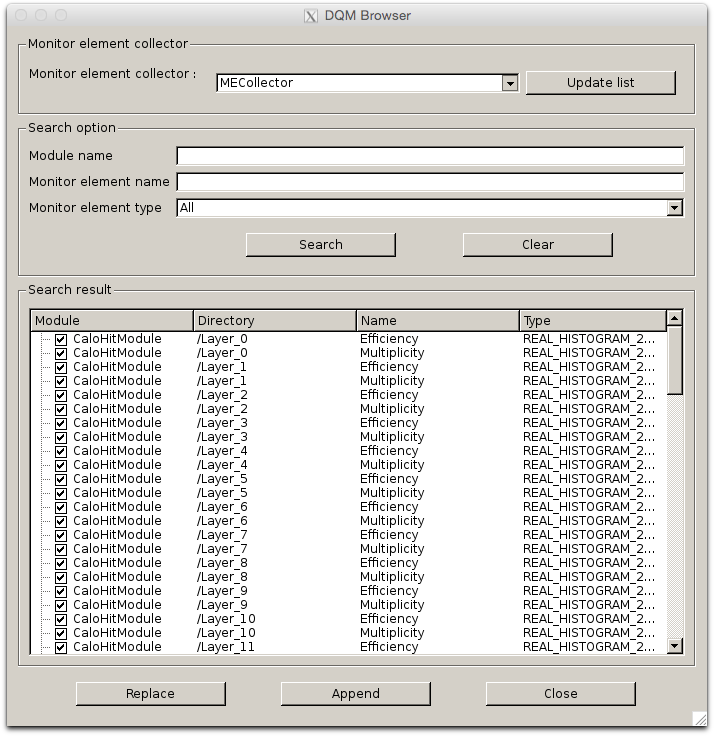 DQM Browser
Monitor element collector
Monitor element collector : MECollector Update list
Search option
Module name
Monitor element name
Monitor element type All
Search Clear
Search result
Module Directory Name Type
CaloHitModule /Layer_0 Efficiency REAL_HISTOGRAM_2...
CaloHitModule /Layer_0 Multiplicity REAL_HISTOGRAM_2...
CaloHitModule /Layer_1 Efficiency REAL_HISTOGRAM_2...
CaloHitModule /Layer_1 Multiplicity REAL_HISTOGRAM_2...
CaloHitModule /Layer_2 Efficiency REAL_HISTOGRAM_2...
CaloHitModule /Layer_2 Multiplicity REAL_HISTOGRAM_2...
CaloHitModule /Layer_3 Efficiency REAL_HISTOGRAM_2...
CaloHitModule /Layer_3 Multiplicity REAL_HISTOGRAM_2...
CaloHitModule /Layer_4 Efficiency REAL_HISTOGRAM_2...
CaloHitModule /Layer_4 Multiplicity REAL_HISTOGRAM_2...
CaloHitModule /Layer_5 Efficiency REAL_HISTOGRAM_2...
CaloHitModule /Layer_5 Multiplicity REAL_HISTOGRAM_2...
CaloHitModule /Layer_6 Efficiency REAL_HISTOGRAM_2...
CaloHitModule /Layer_6 Multiplicity REAL_HISTOGRAM_2...
CaloHitModule /Layer_7 Efficiency REAL_HISTOGRAM_2...
CaloHitModule /Layer_7 Multiplicity REAL_HISTOGRAM_2...
CaloHitModule /Layer_8 Efficiency REAL_HISTOGRAM_2...
CaloHitModule /Layer_8 Multiplicity REAL_HISTOGRAM_2...
CaloHitModule /Layer_9 Efficiency REAL_HISTOGRAM_2...
CaloHitModule /Layer_9 Multiplicity REAL_HISTOGRAM_2...
CaloHitModule /Layer_10 Efficiency REAL_HISTOGRAM_2...
CaloHitModule /Layer_10 Multiplicity REAL_HISTOGRAM_2...
CaloHitModule /Layer_11 Efficiency REAL_HISTOGRAM_2...
Replace Append Close